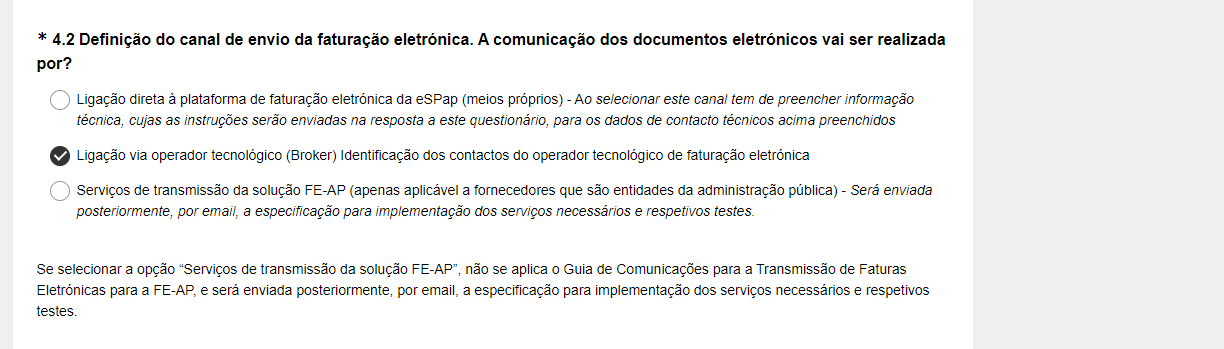 * 4.2 Definição do canal de envio da faturação eletrónica. A comunicação dos documentos eletrónicos vai ser realizada
por?
Ligação direta à plataforma de faturação eletrónica da eSPap (meios próprios) - Ao selecionar este canal tem de preencher informação
técnica, cujas as instruções serão enviadas na resposta a este questionário, para os dados de contacto técnicos acima preenchidos
Ligação via operador tecnológico (Broker) Identificação dos contactos do operador tecnológico de faturação eletrónica
Serviços de transmissão da solução FE-AP (apenas aplicável a fornecedores que são entidades da administração pública) - Será enviada
posteriormente, por email, a especificação para implementação dos serviços necessários e respetivos testes.
Se selecionar a opção “Serviços de transmissão da solução FE-AP”, não se aplica o Guia de Comunicações para a Transmissão de Faturas
Eletrónicas para a FE-AP, e será enviada posteriormente, por email, a especificação para implementação dos serviços necessários e respetivos
testes.